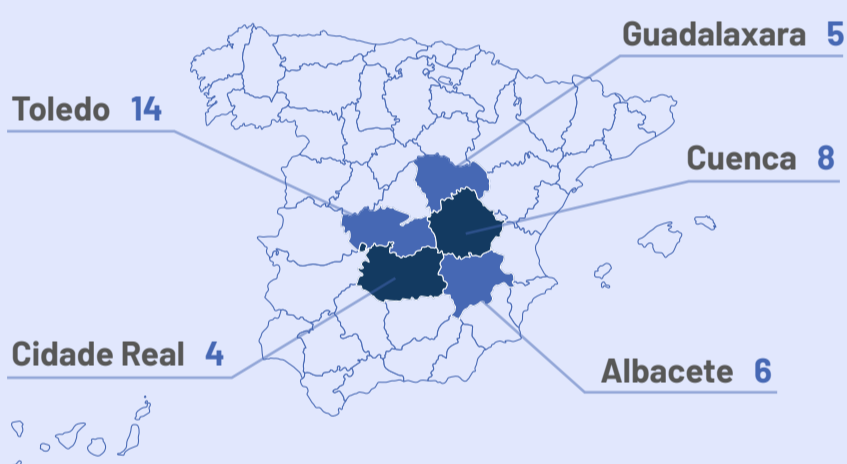 Guadalaxara 5
Toledo 14
Cuenca 8
Cidade Real 4
Albacete 6